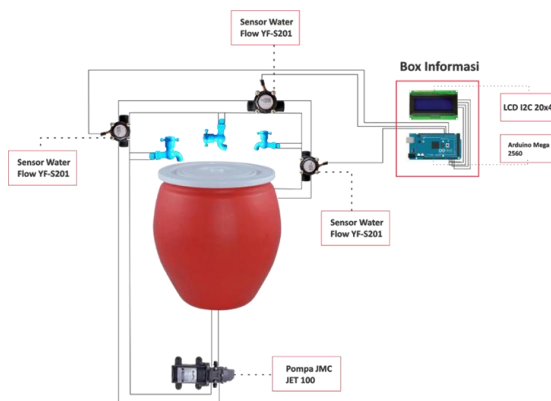 Sensor Water
Flow YF-S201
Box Informasi
LCD I2C 20x4
Arduino Mega
2560
Sensor Water
Flow YF-S201
Sensor Water
Flow YF-S201
Pompa JMC
JET 100